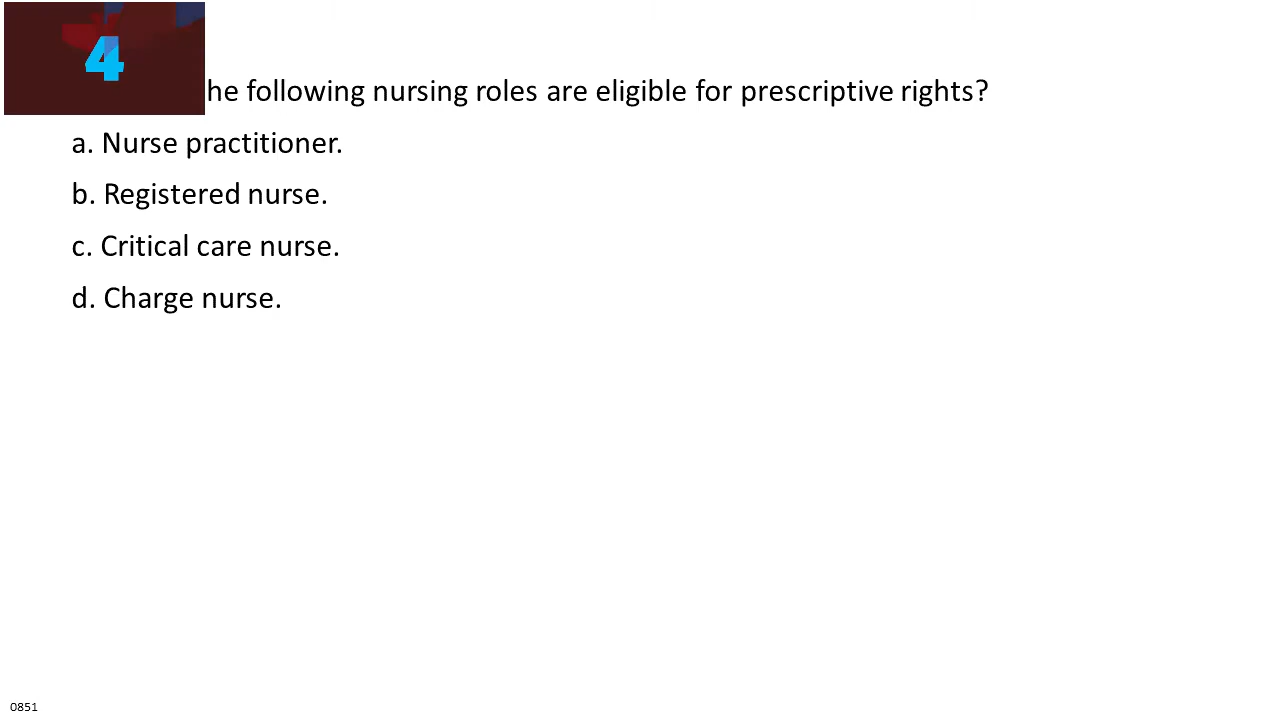 4
he following nursing roles are eligible for prescriptive rights?
a. Nurse practitioner.
b. Registered nurse.
c. Critical care nurse.
d. Charge nurse.
0851